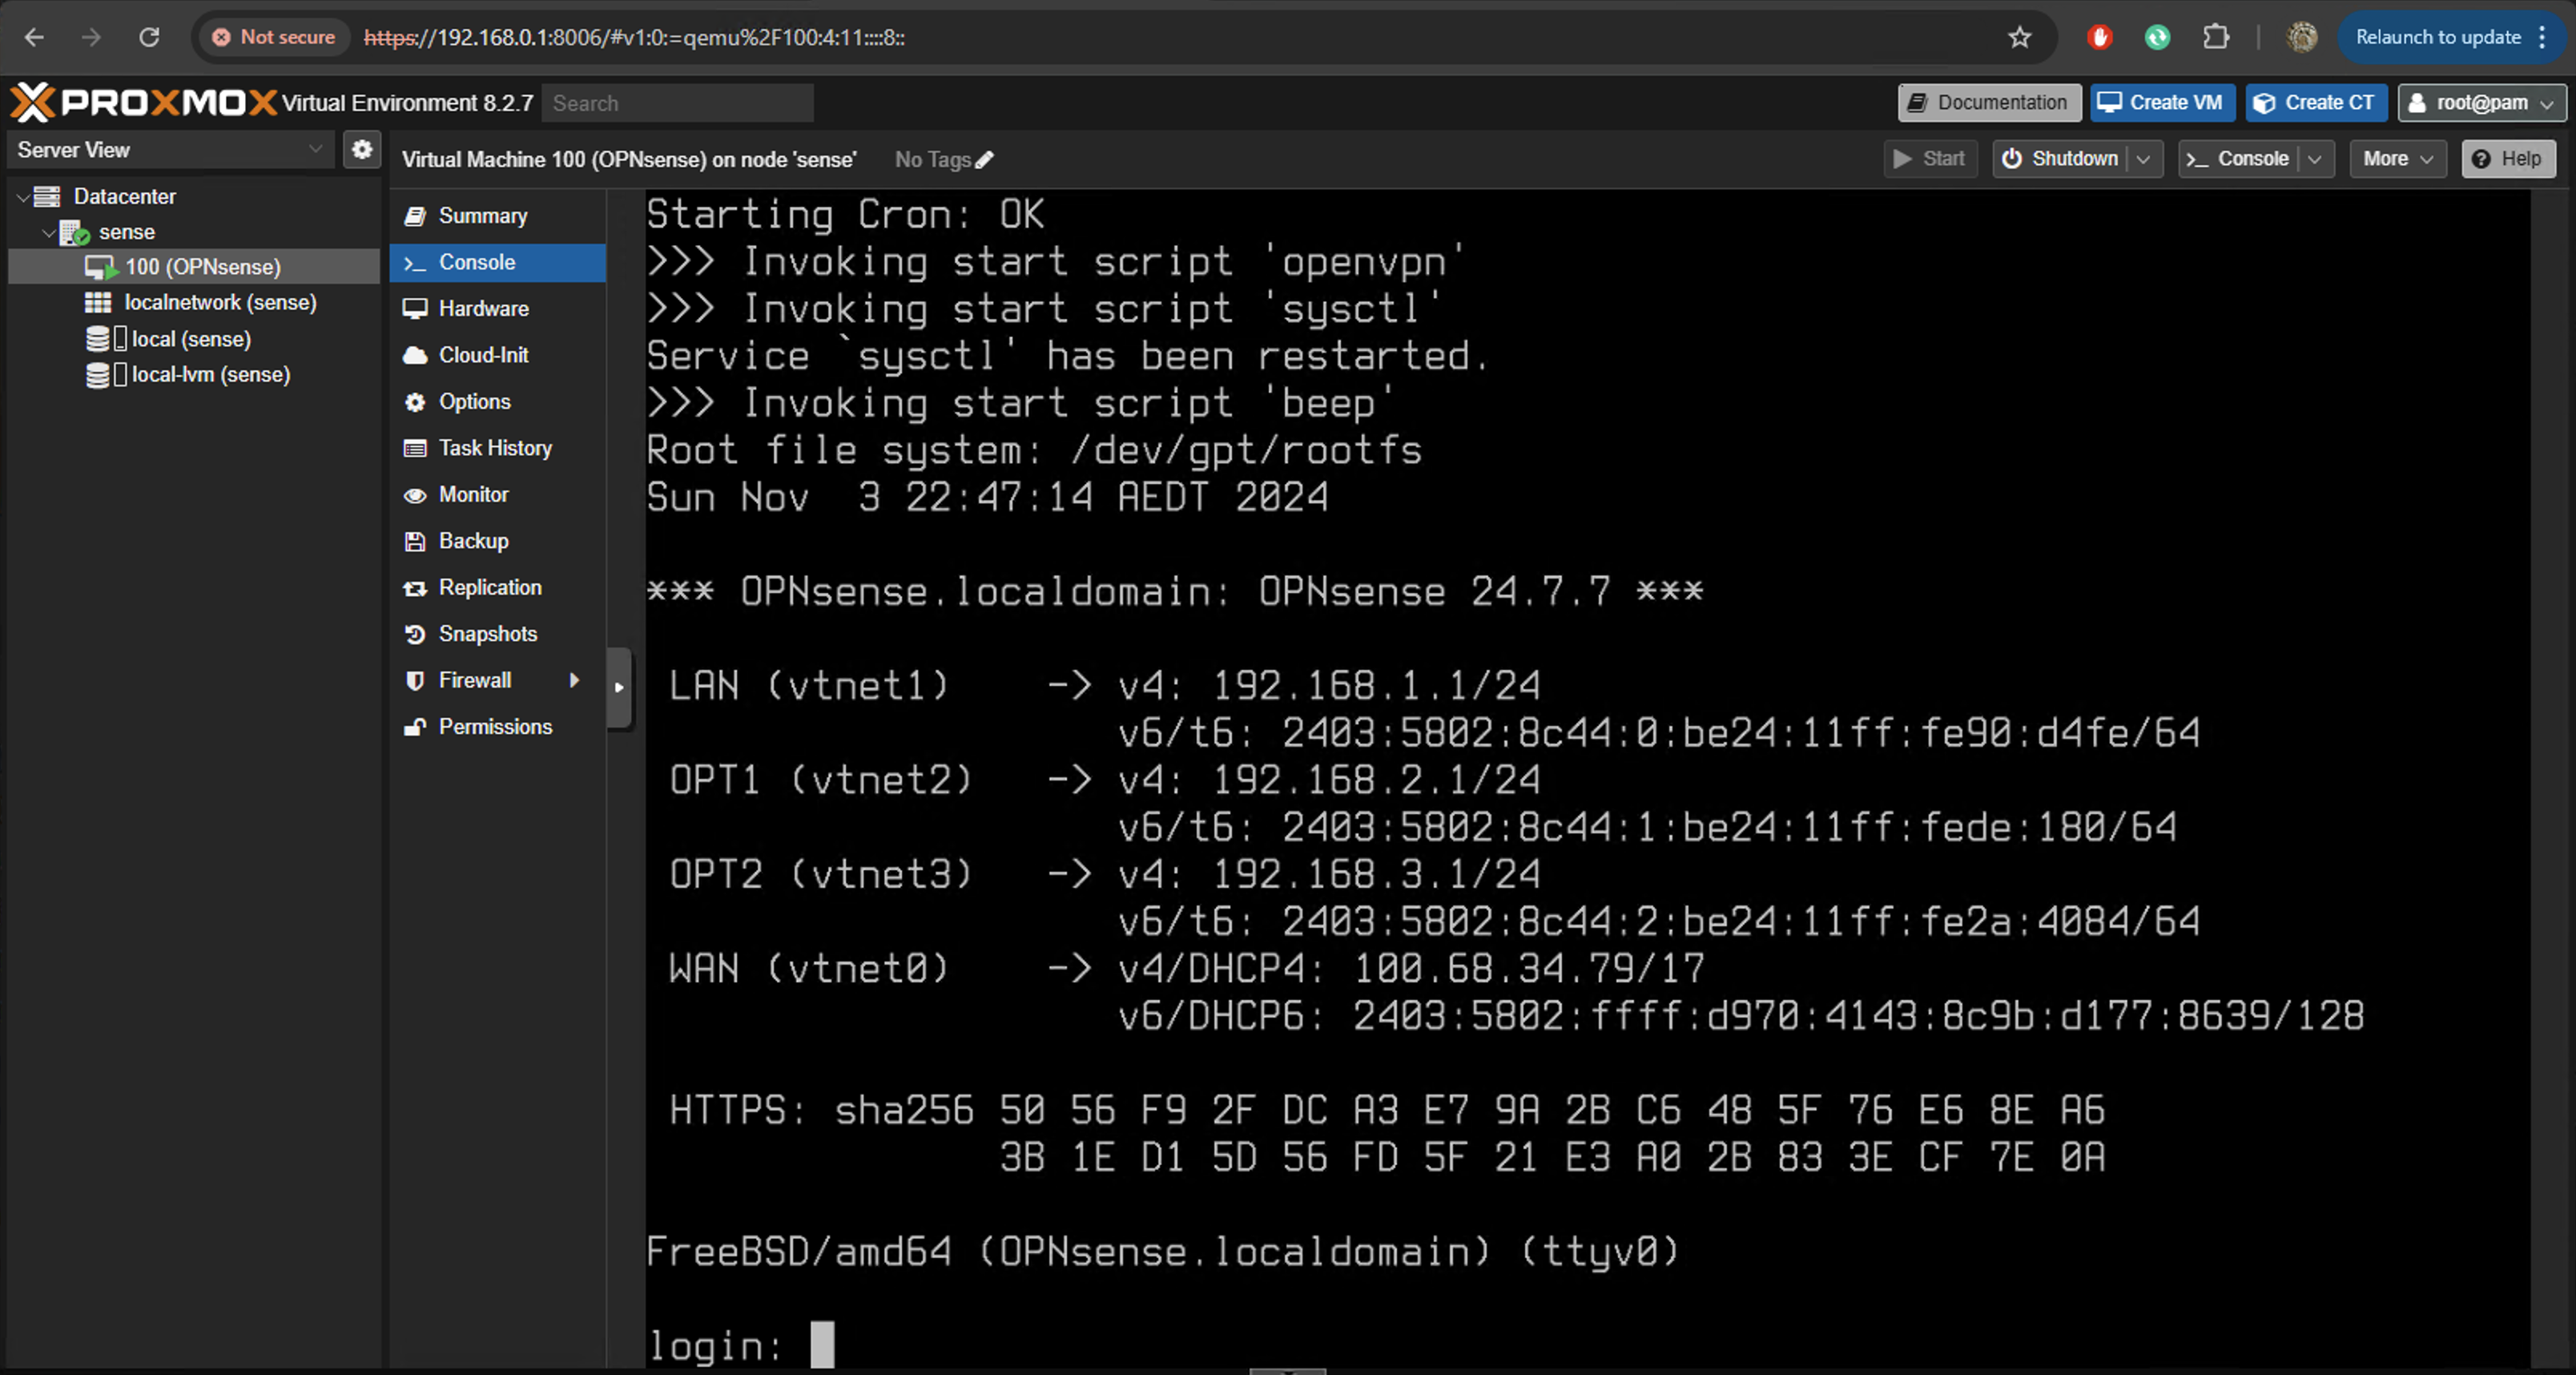 Not secure https://192.168.0.1:8006/#v1:0:=qemu%2F100:4:11::::8:: Relaunch to update
PROXMOX Virtual Environment 8.2.7 Search Documentation Create VM Create CT root@pam
Server View
Virtual Machine 100 (OPNsense) on node 'sense' No Tags Start Shutdown Console More Help
Datacenter
sense
100 (OPNsense)
localnetwork (sense)
local (sense)
local-lvm (sense)
Summary
Console
Hardware
Cloud-Init
Options
Task History
Monitor
Backup
Replication
Snapshots
Firewall
Permissions
Starting Cron: OK
>>> Invoking start script 'openvpn'
>>> Invoking start script 'sysctl'
Service `sysctl' has been restarted.
>>> Invoking start script 'beep'
Root file system: /dev/gpt/rootfs
Sun Nov  3 22:47:14 AEDT 2024
*** OPNsense.localdomain: OPNsense 24.7.7 ***
LAN (vtnet1) -> v4: 192.168.1.1/24
v6/t6: 2403:5802:8c44:0:be24:11ff:fe90:d4fe/64
OPT1 (vtnet2) -> v4: 192.168.2.1/24
v6/t6: 2403:5802:8c44:1:be24:11ff:fede:180/64
OPT2 (vtnet3) -> v4: 192.168.3.1/24
v6/t6: 2403:5802:8c44:2:be24:11ff:fe2a:4084/64
WAN (vtnet0) -> v4/DHCP4: 100.68.34.79/17
v6/DHCP6: 2403:5802:ffff:d970:4143:8c9b:d177:8639/128
HTTPS: sha256 50 56 F9 2F DC A3 E7 9A 2B C6 48 5F 76 E6 8E A6
3B 1E D1 5D 56 FD 5F 21 E3 A0 2B 83 3E CF 7E 0A
FreeBSD/amd64 (OPNsense.localdomain) (ttyv0)
login: